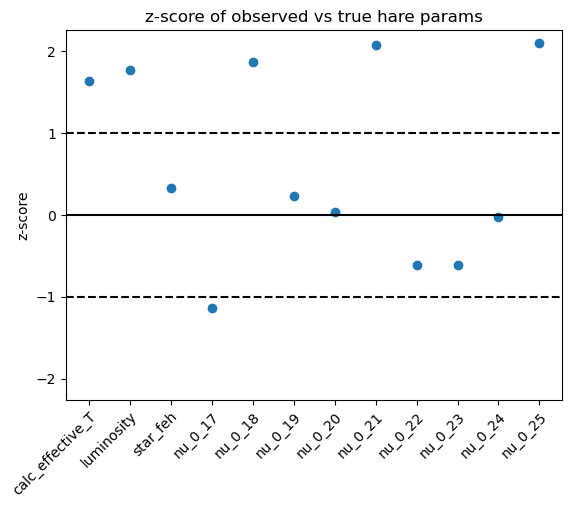 z-score of observed vs true hare params
z-score
2
1
0
−1
−2
calc_effective_T
luminosity
star_feh
nu_0_17
nu_0_18
nu_0_19
nu_0_20
nu_0_21
nu_0_22
nu_0_23
nu_0_24
nu_0_25